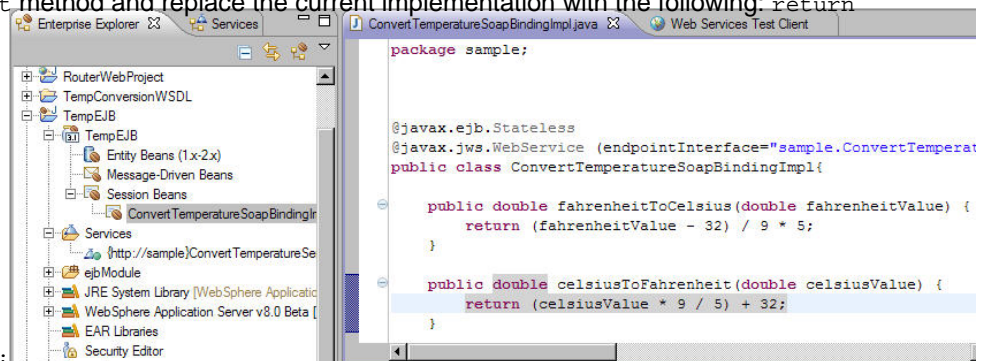 t method and replace the current implementation with the following: return
Enterprise Explorer
Services
RouterWebProject
TempConversionWSDL
TempEJB
TempEJB
Entity Beans (1.x-2.x)
Message-Driven Beans
Session Beans
ConvertTemperatureSoapBindingIr
Services
{http://sample}ConvertTemperatureSe
ejbModule
JRE System Library [WebSphere Applicatic
WebSphere Application Server v8.0 Beta [
EAR Libraries
Security Editor
ConvertTemperatureSoapBindingImpl.java
Web Services Test Client
package sample;
@javax.ejb.Stateless
@javax.jws.WebService (endpointInterface="sample.ConvertTemperat
public class ConvertTemperatureSoapBindingImpl{
public double fahrenheitToCelsius(double fahrenheitValue) {
return (fahrenheitValue - 32) / 9 * 5;
}
public double celsiusToFahrenheit(double celsiusValue) {
return (celsiusValue * 9 / 5) + 32;
}